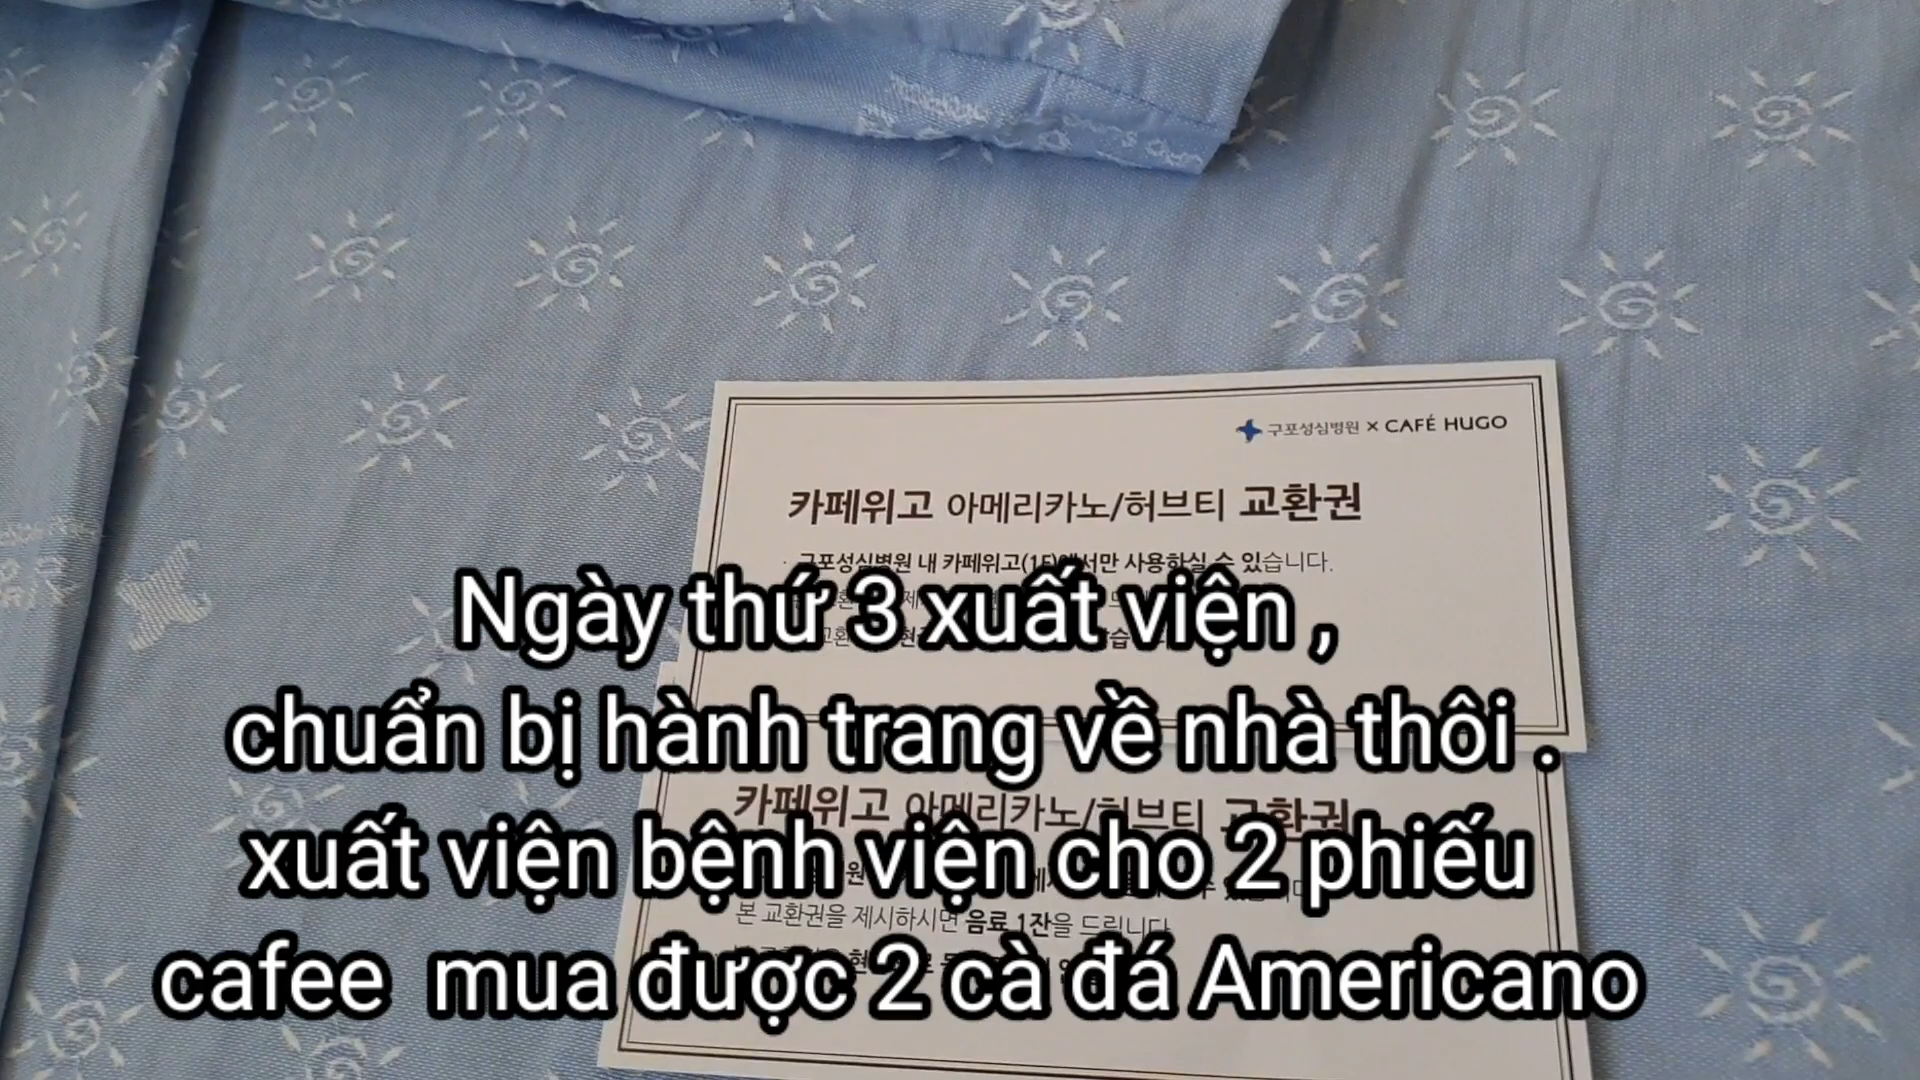 구포성심병원 × CAFÉ HUGO
카페위고 아메리카노/허브티 교환권
구포성심병원 내 카페위고(1F)에서만 사용하실 수 있습니다.
Ngày thứ 3 xuất viện ,
chuẩn bị hành trang về nhà thôi .
카페위고 아메리카노/허브티 교환권
xuất viện bệnh viện cho 2 phiếu
본 교환권을 제시하시면 음료 1잔을 드립니다
cafee mua được 2 cà đá Americano